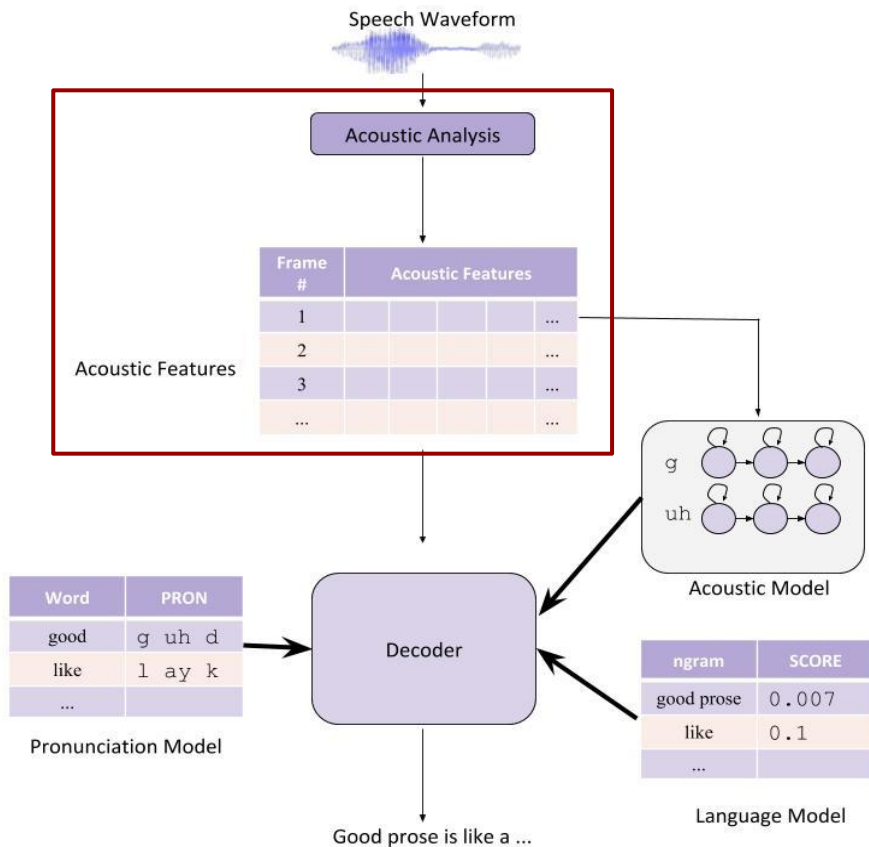 Speech Waveform
Acoustic Analysis
Frame # Acoustic Features
1 ...
2 ...
3 ...
... ...
Acoustic Features
g
uh
Acoustic Model
Word PRON
good g uh d
like l ay k
...
Pronunciation Model
Decoder
ngram SCORE
good prose 0.007
like 0.1
...
Language Model
Good prose is like a ...